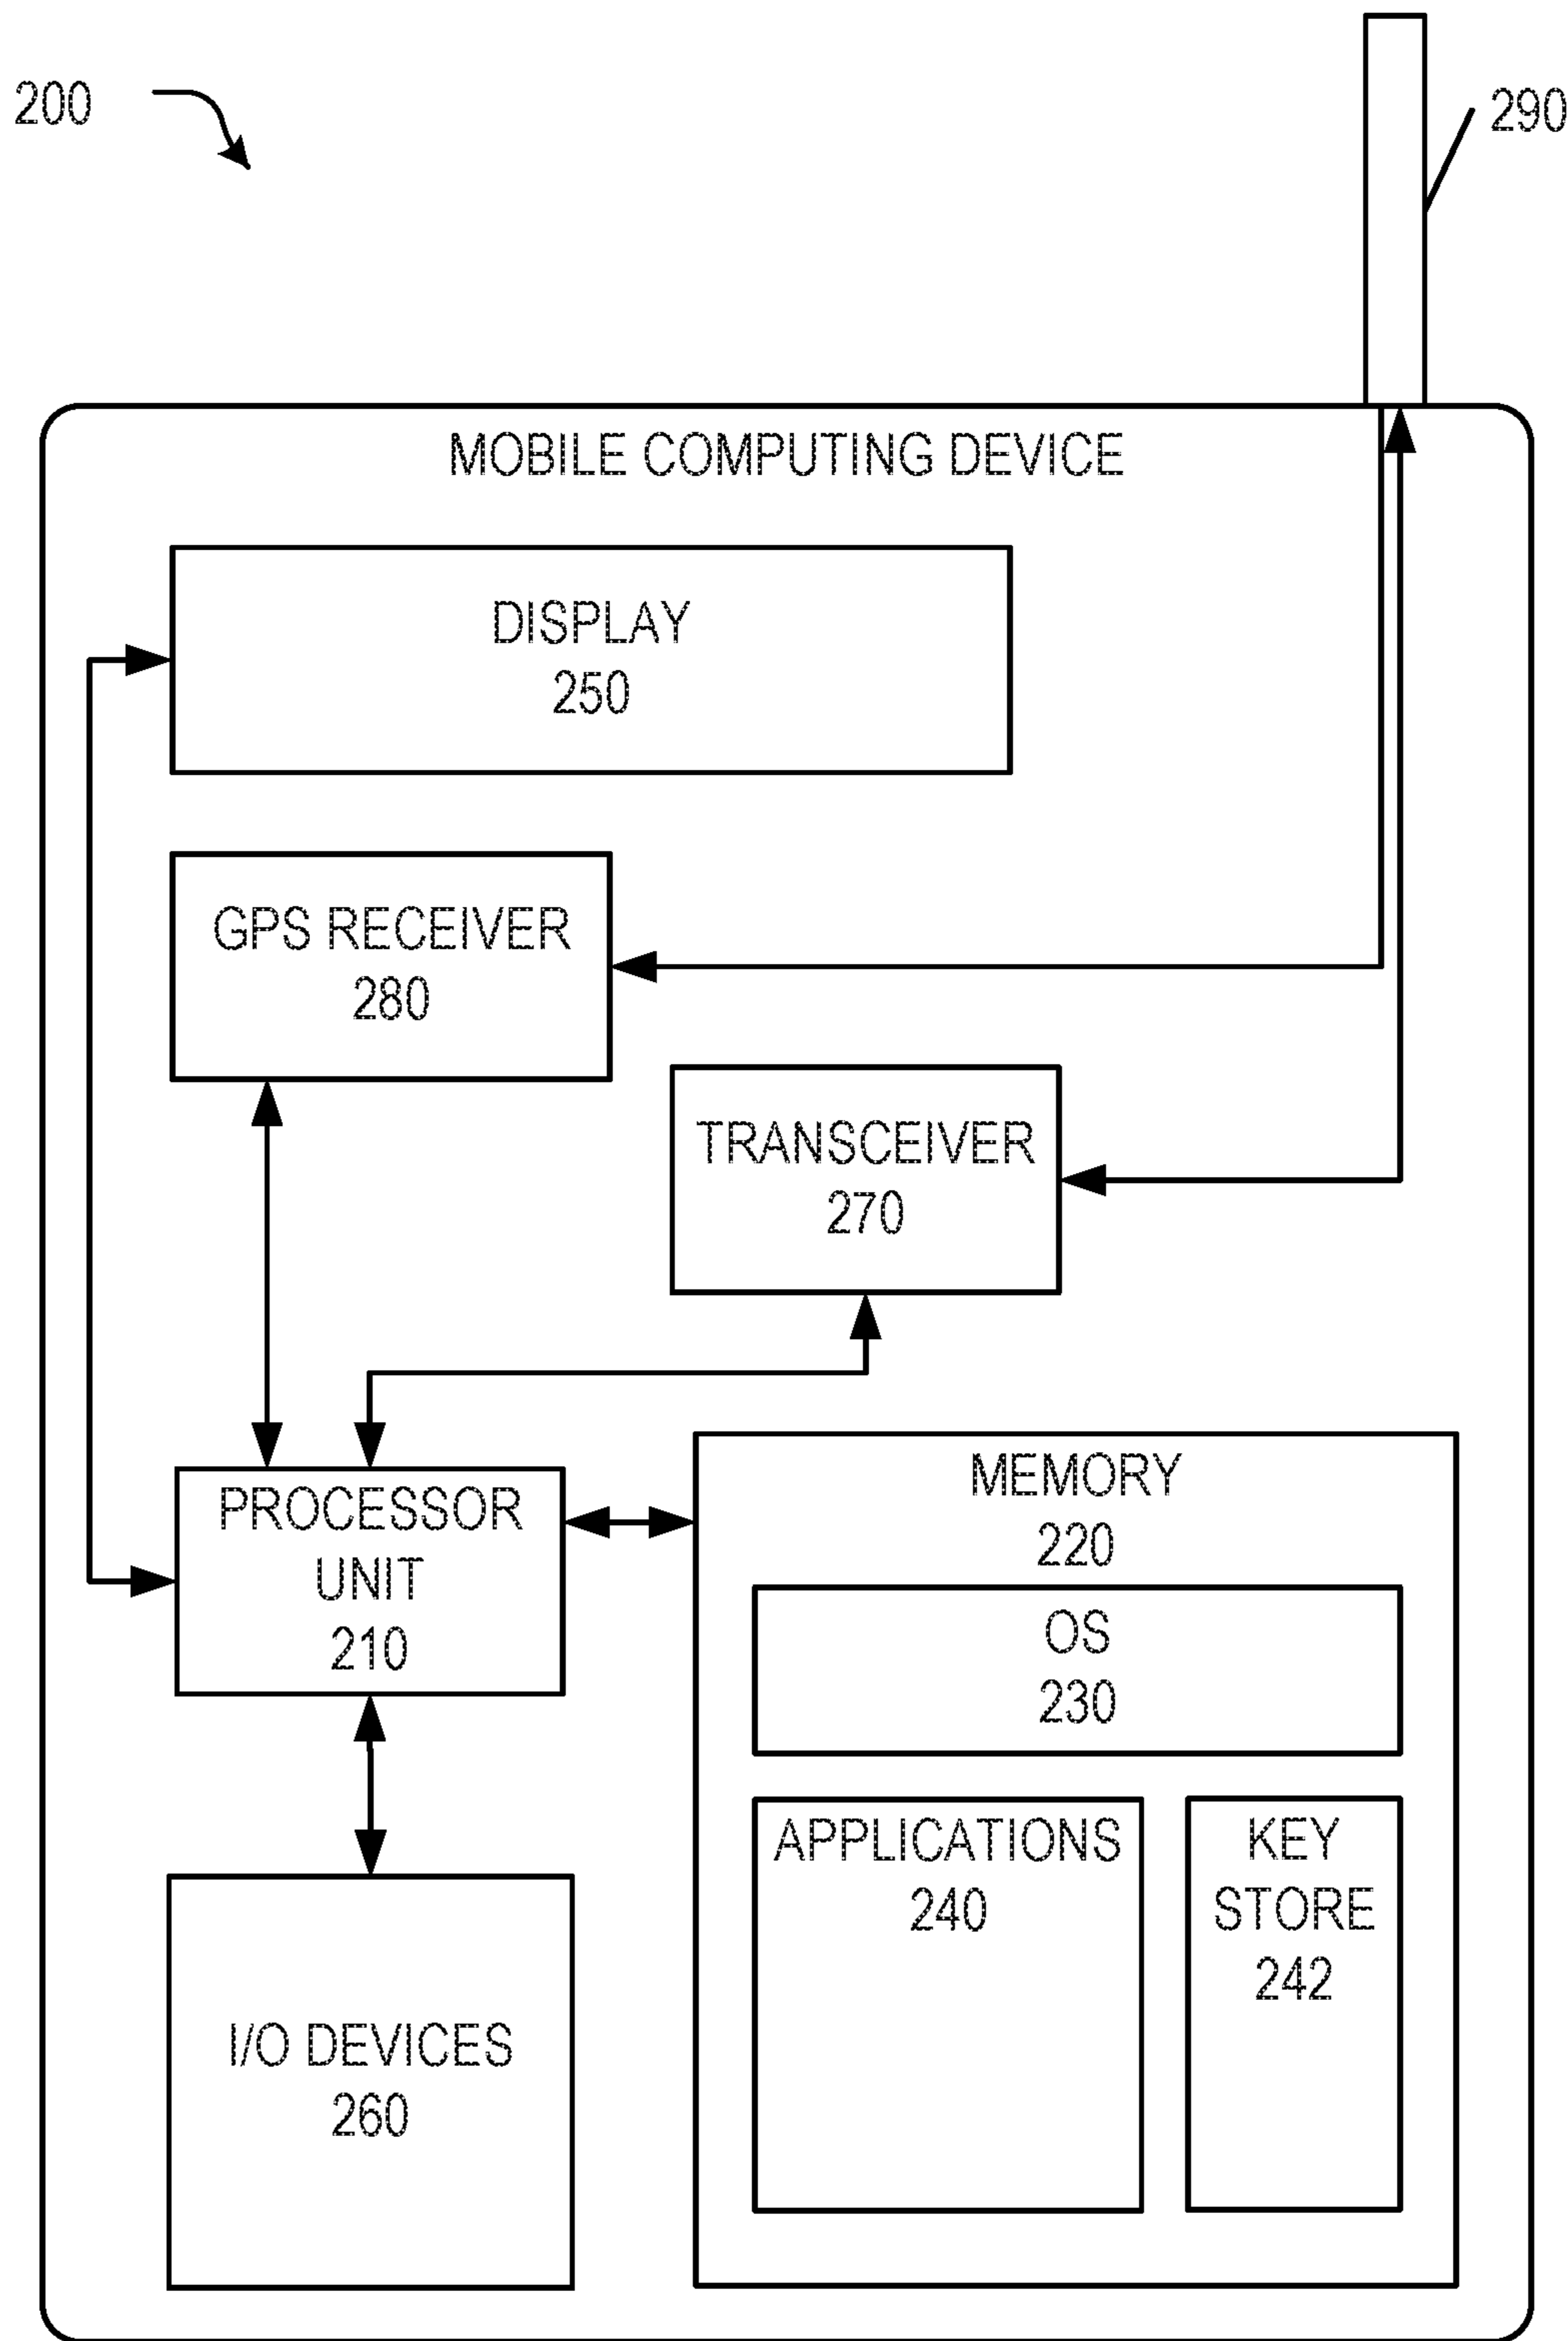 200
290
MOBILE COMPUTING DEVICE
DISPLAY
250
GPS RECEIVER
280
TRANSCEIVER
270
PROCESSOR
UNIT
210
MEMORY
220
OS
230
APPLICATIONS
240
KEY
STORE
242
I/O DEVICES
260